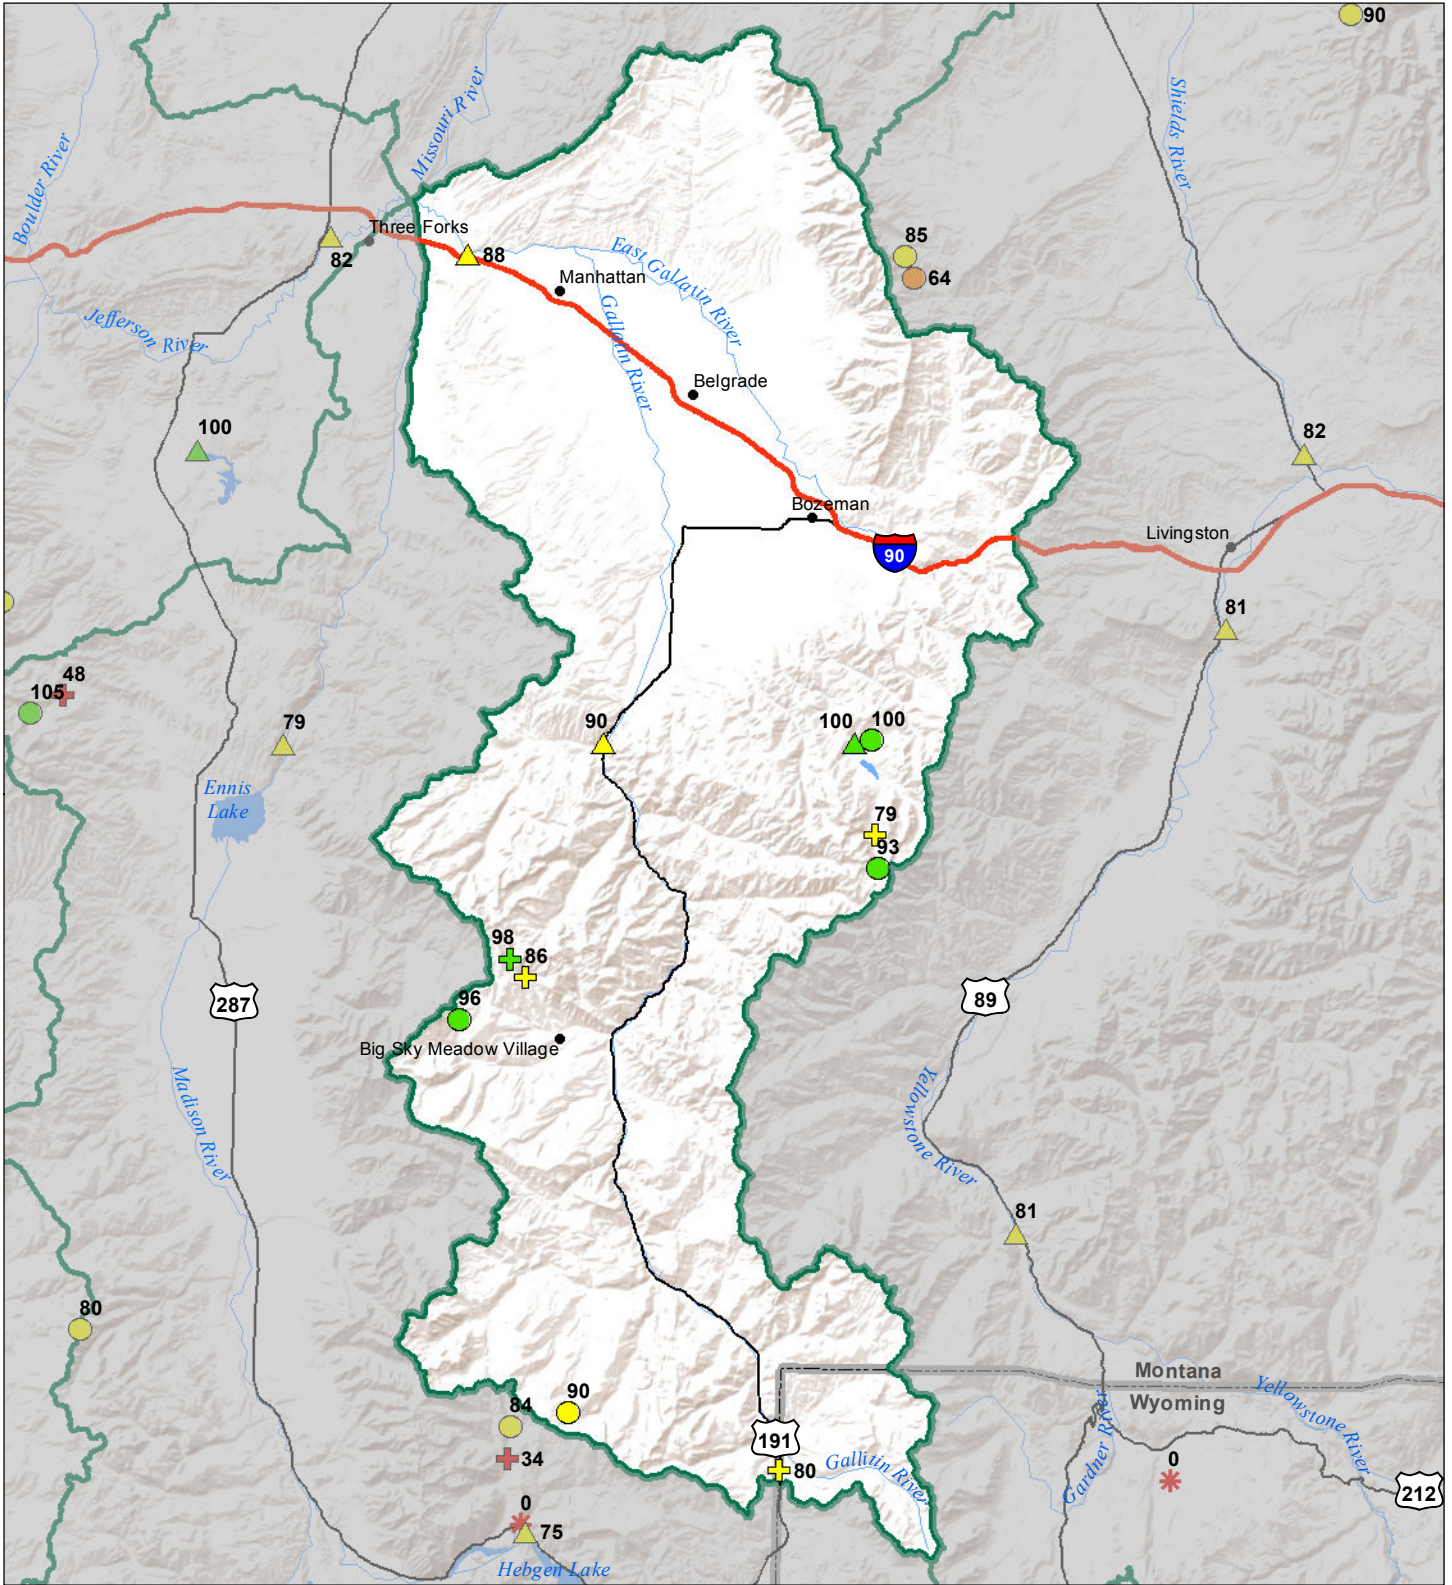 90
Missouri River
Boulder River
Shields River
Three Forks
82
88
East Gallatin River
85
64
Manhattan
Gallatin River
Jefferson River
Belgrade
100
82
Bozeman
Livingston
90
81
48
105
79
90
100
100
Ennis
Lake
79
93
98
86
96
287
89
Big Sky Meadow Village
Madison River
Yellowstone River
81
80
Montana
Wyoming
Yellowstone River
90
84
191
34
80
Gallitin River
Gardner River
0
212
0
75
Hebgen Lake